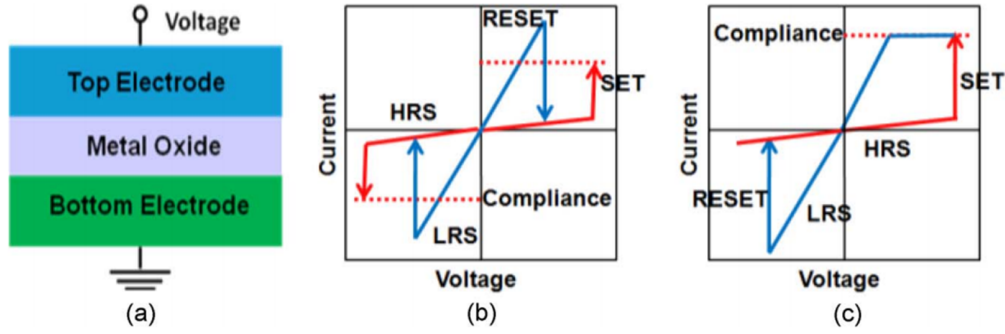 Voltage
Top Electrode
Metal Oxide
Bottom Electrode
(a)
RESET
SET
HRS
Current
Compliance
LRS
Voltage
(b)
Compliance
SET
Current
HRS
RESET
LRS
Voltage
(c)